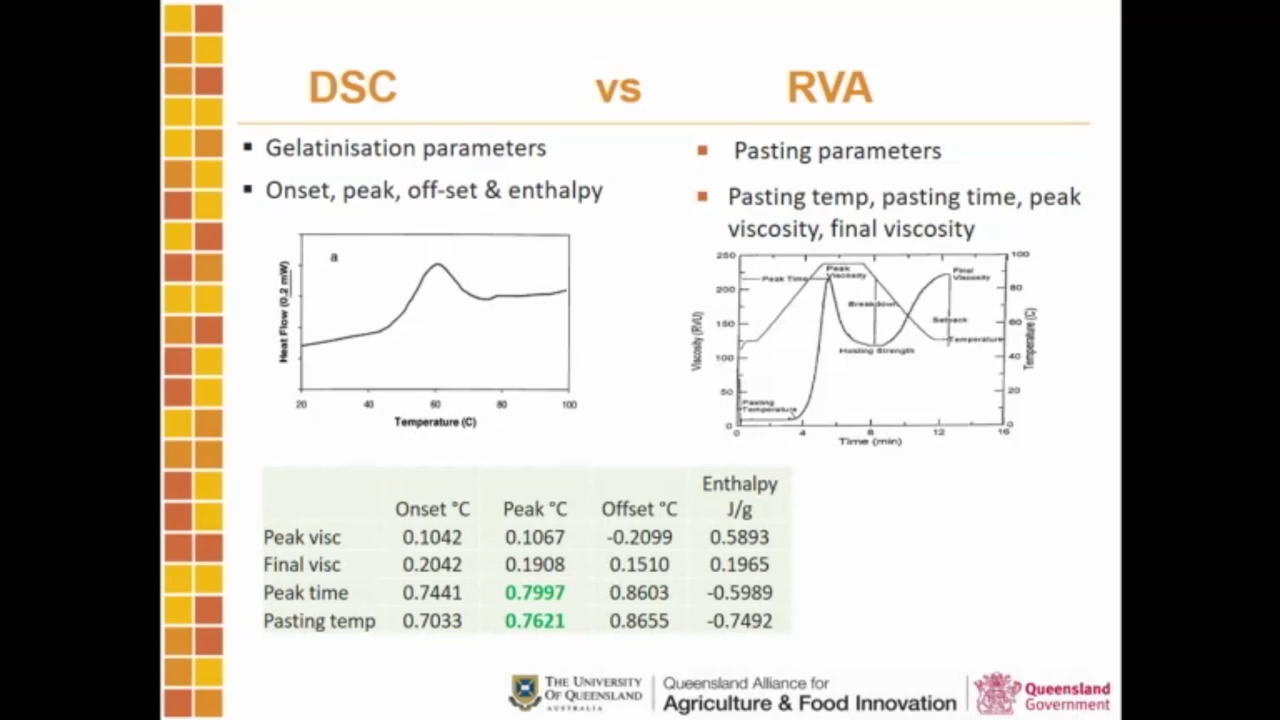 DSC vs RVA
Gelatinisation parameters
Onset, peak, off-set & enthalpy
Pasting parameters
Pasting temp, pasting time, peak
viscosity, final viscosity
a
Heat Flow (0.2 mW)
20 40 60 80 100
Temperature (C)
250
200
150
100
50
0
Viscosity (RVU)
Peak Time
Peak
Viscosity
Breakdown
Final
Viscosity
Setback
Temperature
Holding Strength
Pasting
Temperature
100
80
60
40
20
0
Temperature (C)
0 4 8 12 16
Time (min)
Onset °C Peak °C Offset °C Enthalpy J/g
Peak visc 0.1042 0.1067 -0.2099 0.5893
Final visc 0.2042 0.1908 0.1510 0.1965
Peak time 0.7441 0.7997 0.8603 -0.5989
Pasting temp 0.7033 0.7621 0.8655 -0.7492
THE UNIVERSITY
OF QUEENSLAND
AUSTRALIA
Queensland Alliance for
Agriculture & Food Innovation
Queensland
Government